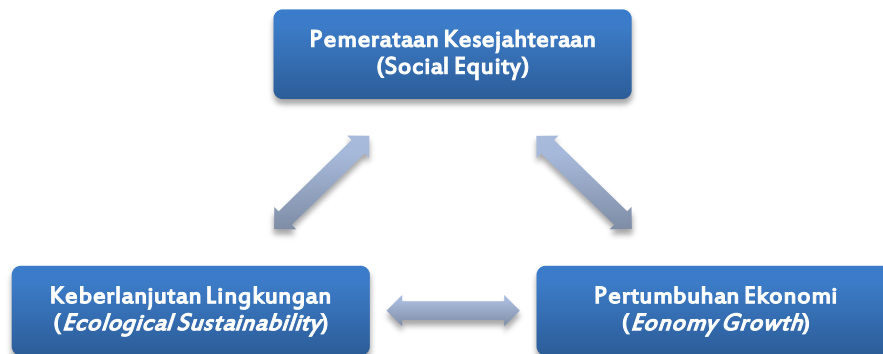 Pemerataan Kesejahteraan
(Social Equity)
Keberlanjutan Lingkungan
(Ecological Sustainability)
Pertumbuhan Ekonomi
(Eonomy Growth)